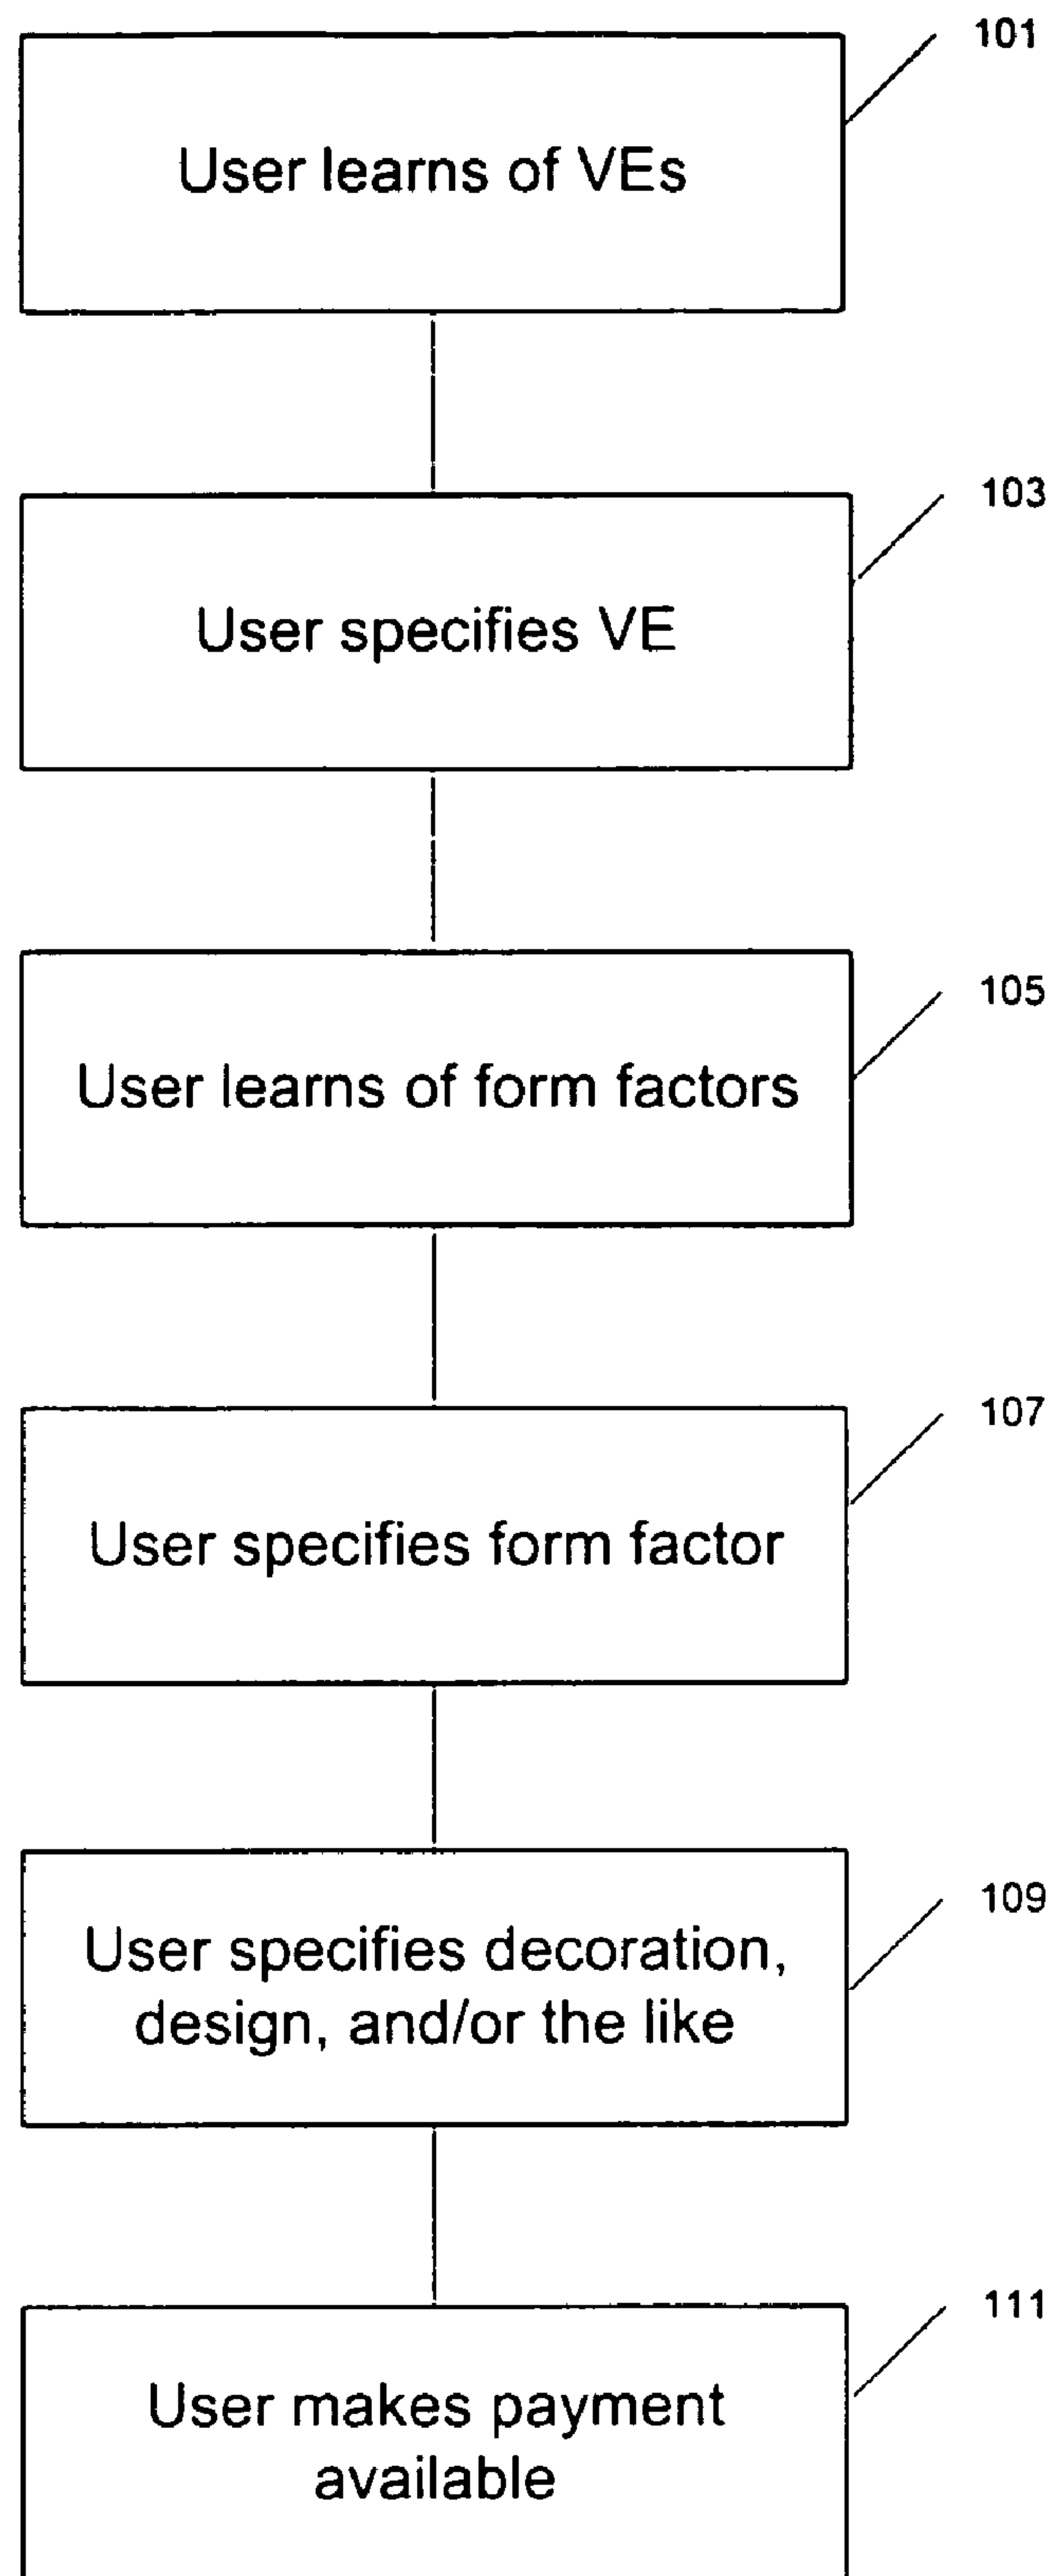 101
User learns of VEs
103
User specifies VE
105
User learns of form factors
107
User specifies form factor
109
User specifies decoration,
design, and/or the like
111
User makes payment
available